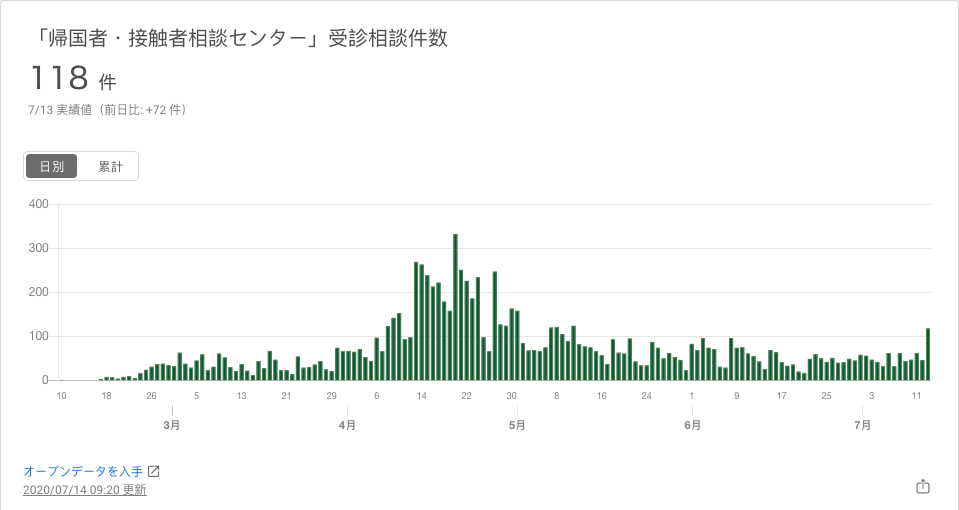 「帰国者・接触者相談センター」受診相談件数
118 件
7/13 実績値（前日比: +72 件）
日別 累計
400
300
200
100
0
10 18 26 5 13 21 29 6 14 22 30 8 16 24 1 9 17 25 3 11
3月 4月 5月 6月 7月
オープンデータを入手
2020/07/14 09:20 更新